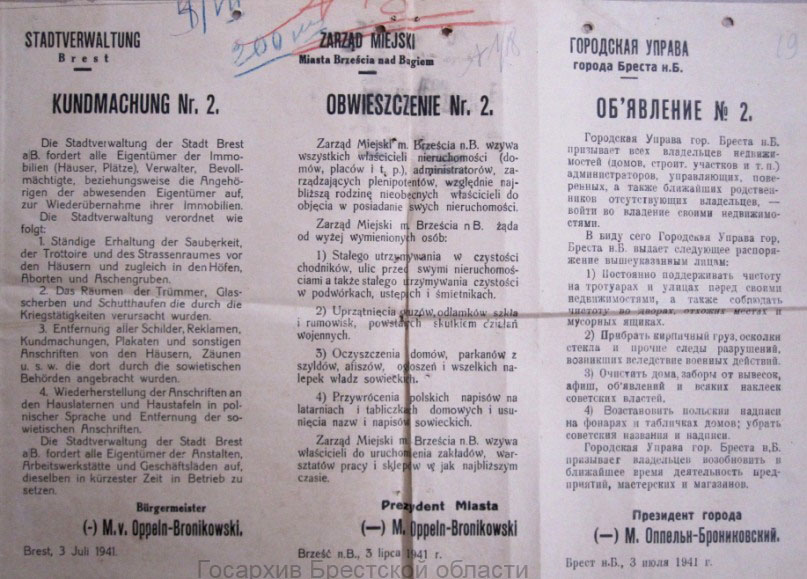 STADTVERWALTUNG
Brest
KUNDMACHUNG Nr. 2.
Die Stadtverwaltung der Stadt Brest
a/B. fordert alle Eigentümer der Immo-
bilien (Häuser, Plätze), Verwalter, Bevoll-
mächtigte, beziehungsweise die Angehö-
rigen der abwesenden Eigentümer auf,
zur Wiederübernahme ihrer Immobilien.
Die Stadtverwaltung verordnet wie
folgt:
1. Ständige Erhaltung der Sauberkeit,
der Trottoire und des Strassenraumes vor
den Häusern und zugleich in den Höfen,
Aborten und Aschengruben.
2. Das Räumen der Trümmer, Glas-
scherben und Schutthaufen die durch die
Kriegstätigkeiten verursacht wurden.
3. Entfernung aller Schilder, Reklamen,
Kundmachungen, Plakaten und sonstigen
Anschriften von den Häusern, Zäunen
u. s. w. die dort durch die sowietischen
Behörden angebracht wurden.
4. Wiederherstellung der Anschriften an
den Hauslaternen und Haustafeln in pol-
nischer Sprache und Entfernung der so-
wietischen Anschriften.
Die Stadtverwaltung der Stadt Brest
a/B. fordert alle Eigentümer der Anstalten,
Arbeitswerkstätte und Geschäftsläden auf,
dieselben in kürzester Zeit in Betrieb zu
setzen.
Bürgermeister
(-) M. v. Oppeln-Bronikowski.
Brest, 3 Juli 1941.
200
ZARZĄD MIEJSKI
Miasta Brześcia nad Bugiem
OBWIESZCZENIE Nr. 2.
Zarząd Miejski m. Brześcia n.B. wzywa
wszystkich właścicieli nieruchomości (do-
mów, placów i t. p.), administratorów, za-
rządzających plenipotentów, względnie naj-
bliższą rodzinę nieobecnych właścicieli do
objęcia w posiadanie swych nieruchomości.
Zarząd Miejski m. Brześcia n B. żąda
od wyżej wymienionych osób:
1) Stałego utrzymywania w czystości
chodników, ulic przed swymi nieruchomoś-
ciami a także stałego utrzymywania czystości
w podwórkach, ustępach i śmietnikach.
2) Uprzątnięcia gruzów, odłamków szkła
i rumowisk, powstałych skutkiem działań
wojennych.
3) Oczyszczenia domów, parkanów z
szyldów, afiszów, ogłoszeń i wszelkich na-
lepek władz sowieckich.
4) Przywrócenia polskich napisów na
latarniach i tabliczkach domowych i usu-
nięcia nazw i napisów sowieckich.
Zarząd Miejski m. Brześcia n.B. wzywa
właścicieli do uruchomienia zakładów, war-
sztatów pracy i sklepów w jak najbliższym
czasie.
Prezydent Miasta
(—) M. Oppeln-Bronikowski
Brześć n.B., 3 lipca 1941 r.
19
ГОРОДСКАЯ УПРАВА
города Бреста н.Б.
ОБ'ЯВЛЕНИЕ № 2.
Городская Управа гор. Бреста н.Б.
призывает всех владельцев недвижи-
мостей (домов, строит. участков и т. п.)
администраторов, управляющих, пове-
ренных, а также ближайших родствен-
ников отсутствующих владельцев, —
войти во владение своими недвижимо-
стями.
В виду сего Городская Управа гор,
Бреста н.Б. выдает следующее распоря-
жение вышеуказанным лицам:
1) Постоянно поддерживать чистоту
на тротуарах и улицах перед своими
недвижимостями, а также соблюдать
чистоту во дворах, отхожих местах и
мусорных ящиках.
2) Прибрать кирпичный груз, осколки
стекла и прочие следы разрушений,
возникших вследствие военных действий.
3) Очистить дома, заборы от вывесок,
афиш, об'явлений и всяких наклеек
советских властей.
4) Возстановить польския надписи
на фонарях и табличках домов; убрать
советския названия и надписи.
Городская Управа гор. Бреста н,Б.
призывает владельцев возобновить в
ближайшее время деятельность пред-
приятий, мастерских и магазинов.
Президент города
(—) М. Оппельн-Брониковский.
Брест н.Б., 3 июля 1941 г.
Госархив Брестской области